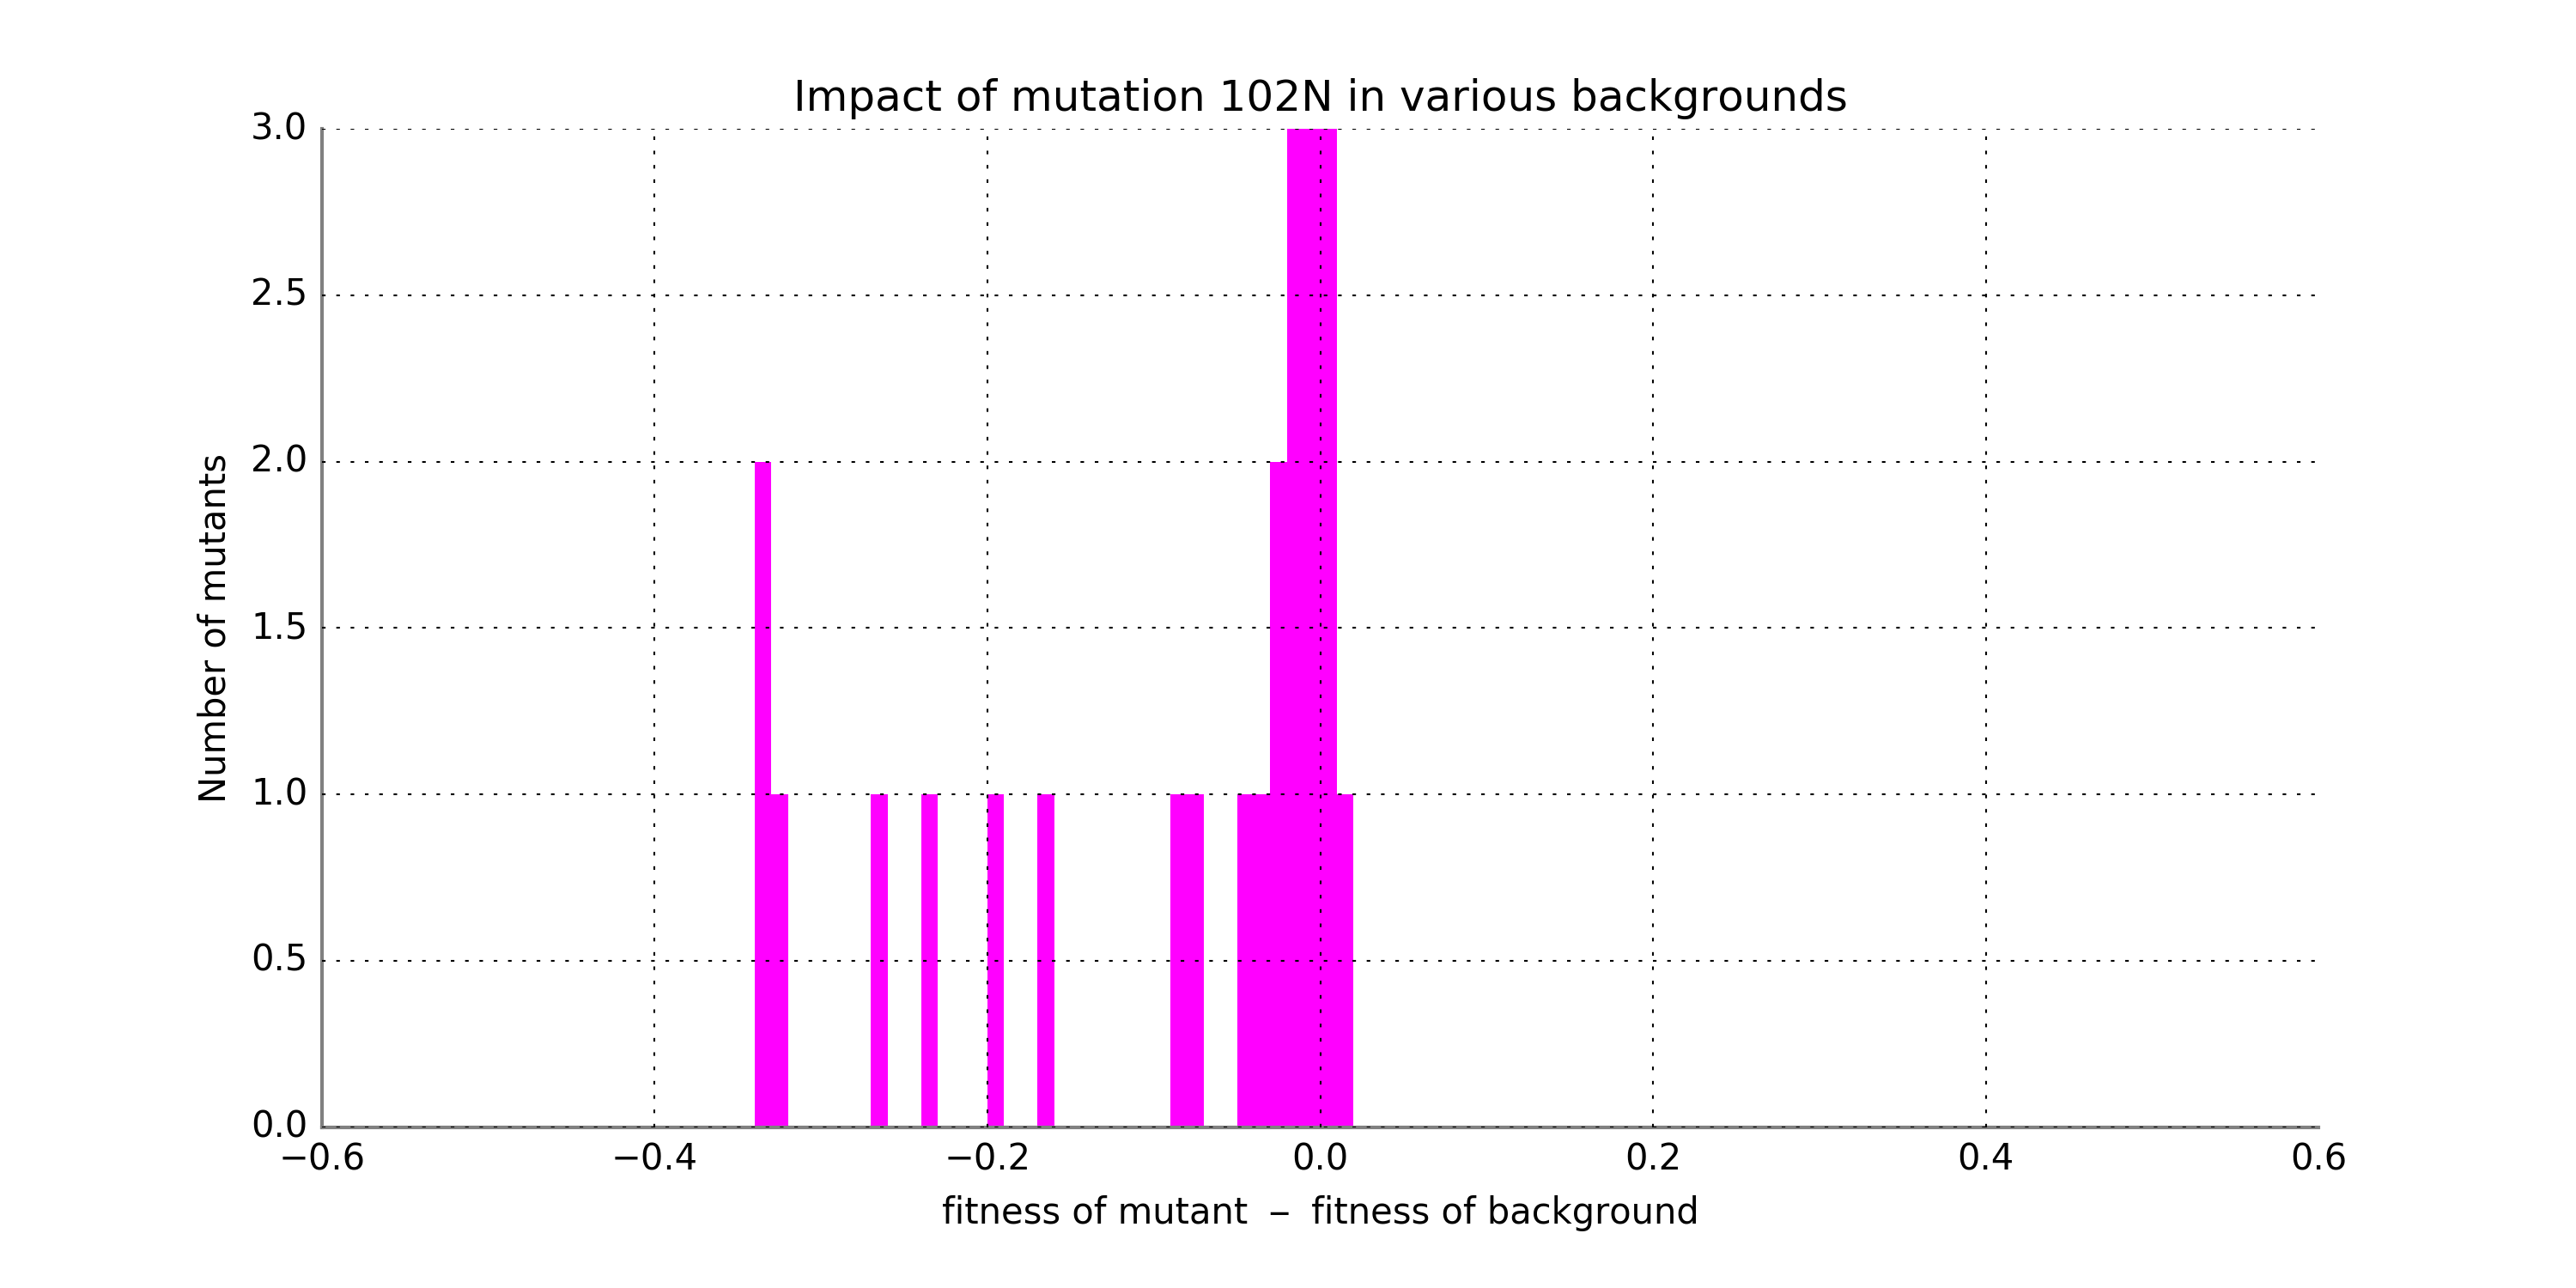 Impact of mutation 102N in various backgrounds
3.0
2.5
2.0
1.5
1.0
0.5
0.0
Number of mutants
−0.6 −0.4 −0.2 0.0 0.2 0.4 0.6
fitness of mutant − fitness of background